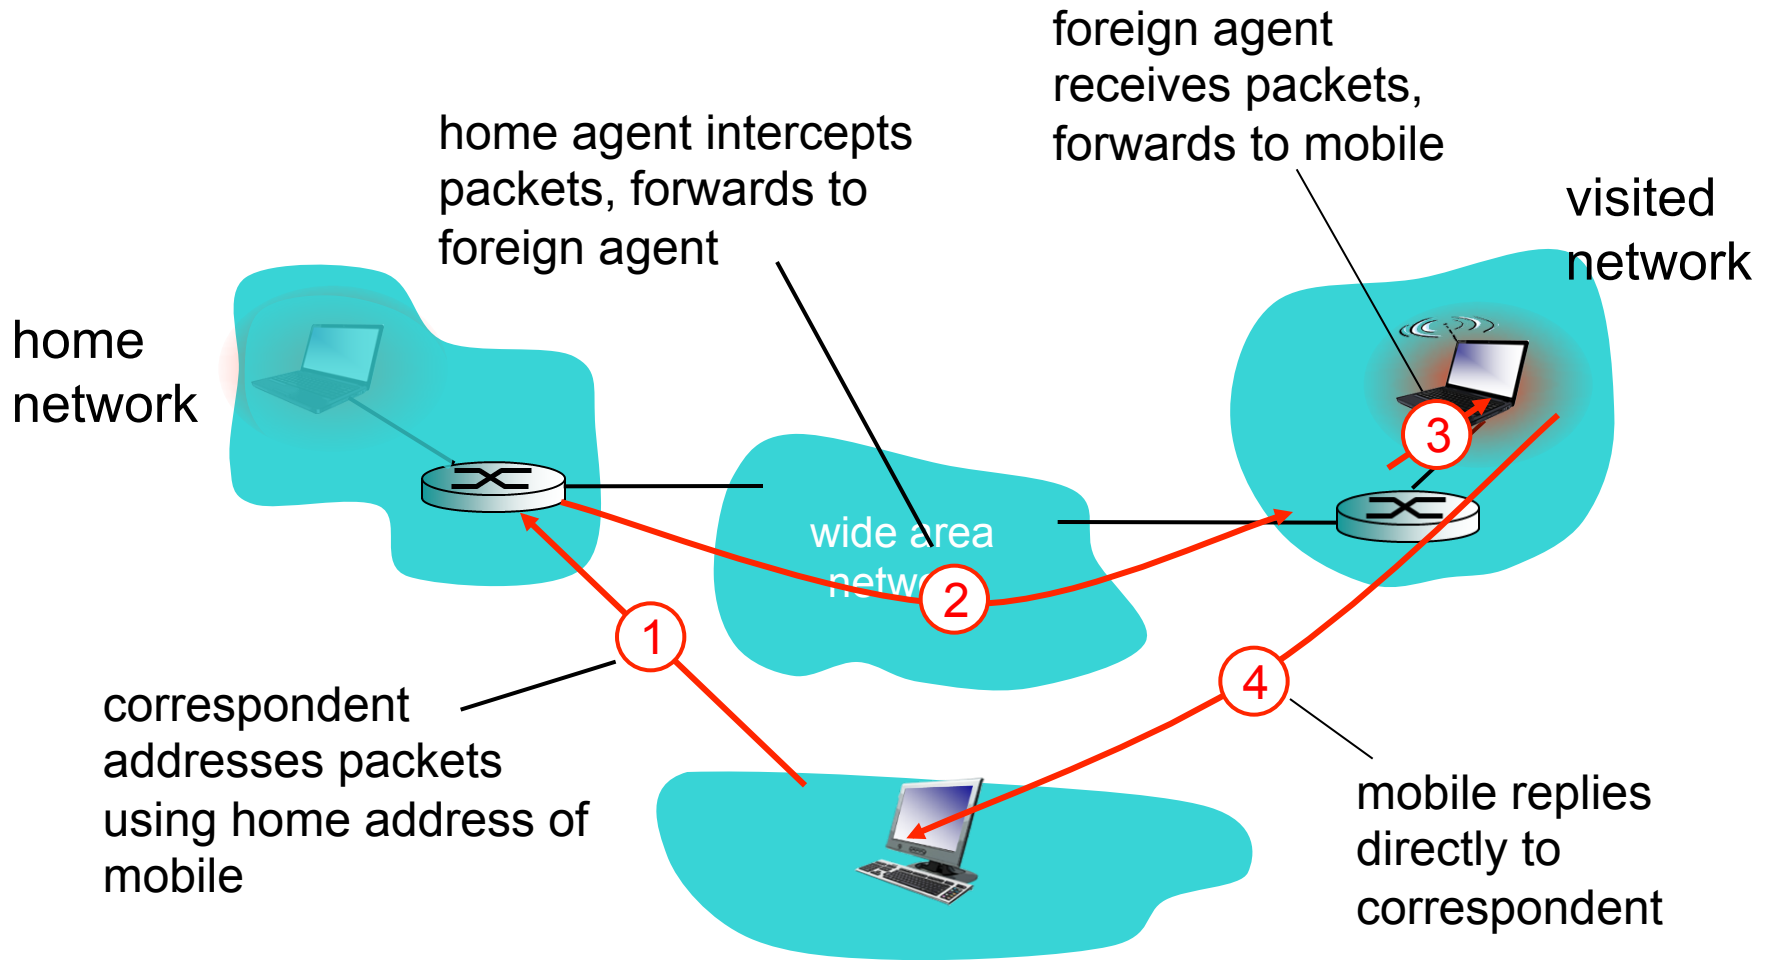 foreign agent
receives packets,
forwards to mobile
home agent intercepts
packets, forwards to
foreign agent
visited
network
home
network
3
wide area
2
1
4
correspondent
addresses packets
using home address of
mobile
mobile replies
directly to
correspondent